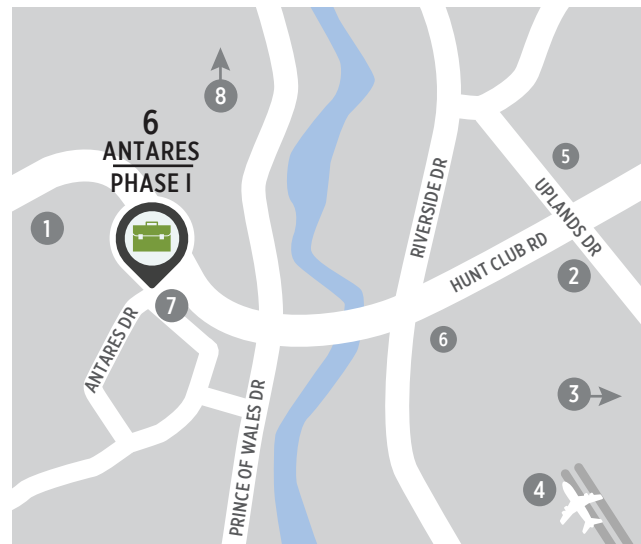 8
6
ANTARES
PHASE I
5
1
RIVERSIDE DR
UPLANDS DR
HUNT CLUB RD
2
7
6
ANTARES DR
PRINCE OF WALES DR
3
4